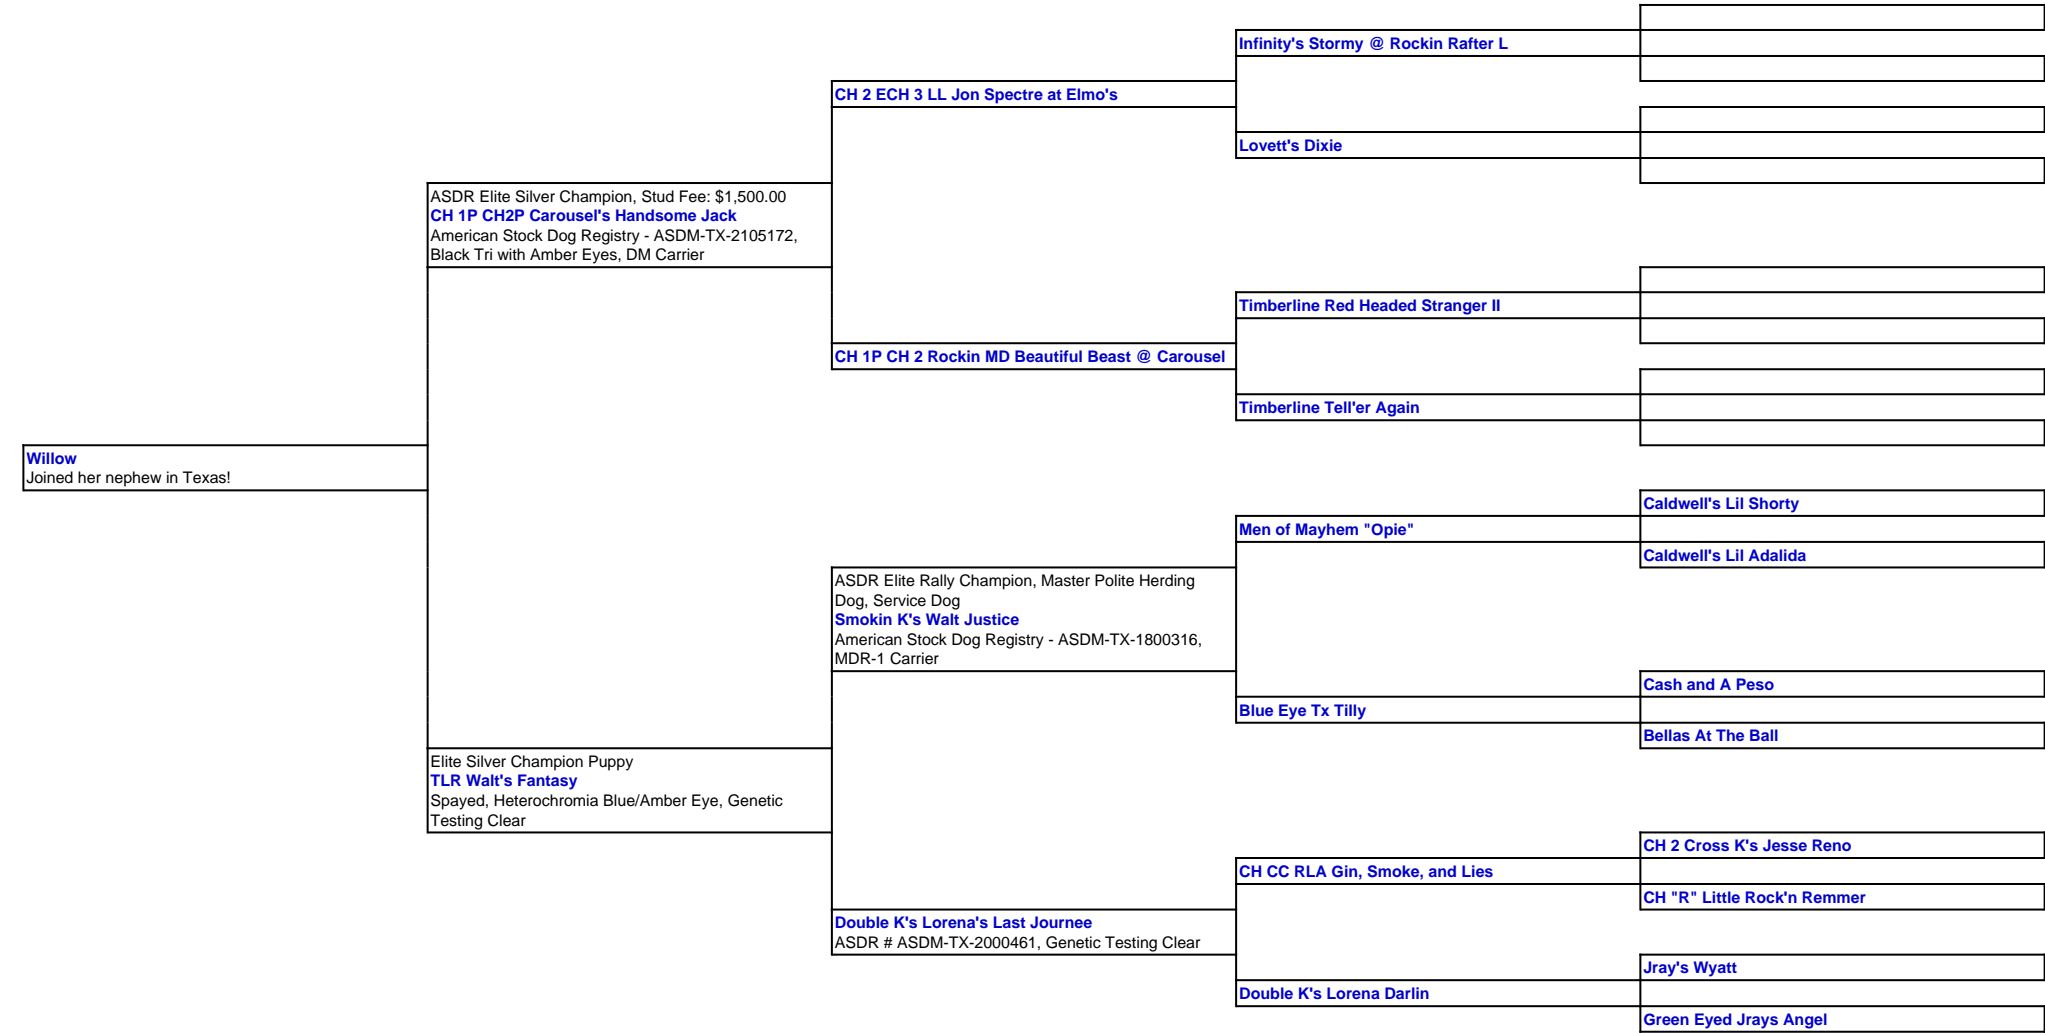 Infinity's Stormy @ Rockin Rafter L
CH 2 ECH 3 LL Jon Spectre at Elmo's
Lovett's Dixie
ASDR Elite Silver Champion, Stud Fee: $1,500.00
CH 1P CH2P Carousel's Handsome Jack
American Stock Dog Registry - ASDM-TX-2105172,
Black Tri with Amber Eyes, DM Carrier
Timberline Red Headed Stranger II
CH 1P CH 2 Rockin MD Beautiful Beast @ Carousel
Timberline Tell'er Again
Willow
Joined her nephew in Texas!
Caldwell's Lil Shorty
Men of Mayhem "Opie"
Caldwell's Lil Adalida
ASDR Elite Rally Champion, Master Polite Herding
Dog, Service Dog
Smokin K's Walt Justice
American Stock Dog Registry - ASDM-TX-1800316,
MDR-1 Carrier
Cash and A Peso
Blue Eye Tx Tilly
Bellas At The Ball
Elite Silver Champion Puppy
TLR Walt's Fantasy
Spayed, Heterochromia Blue/Amber Eye, Genetic
Testing Clear
CH 2 Cross K's Jesse Reno
CH CC RLA Gin, Smoke, and Lies
CH "R" Little Rock'n Remmer
Double K's Lorena's Last Journee
ASDR # ASDM-TX-2000461, Genetic Testing Clear
Jray's Wyatt
Double K's Lorena Darlin
Green Eyed Jrays Angel